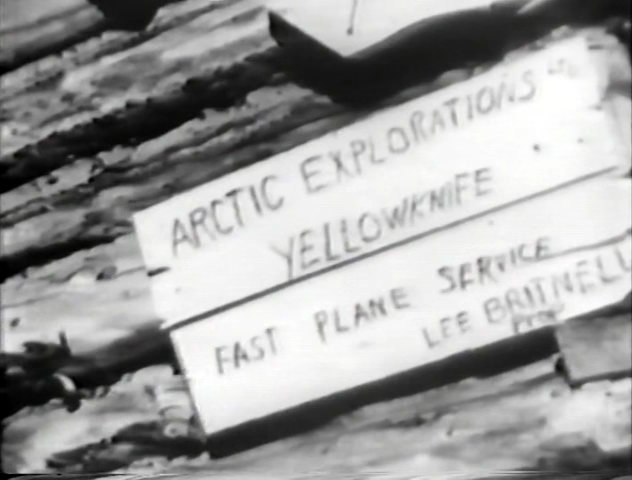 ARCTIC EXPLORATIONS
YELLOWKNIFE
FAST PLANE SERVICE
LEE BRITNELL
Prop